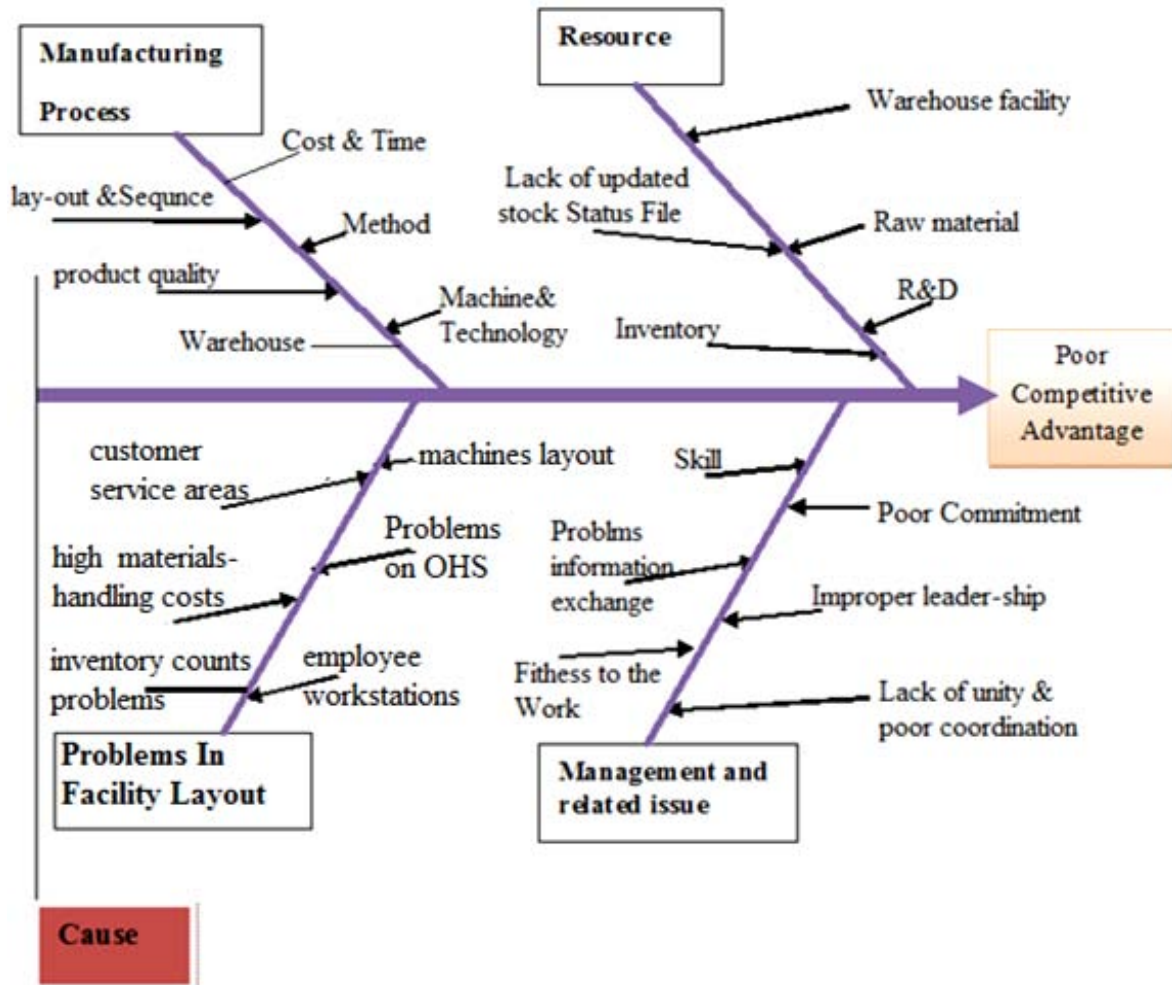 Manufacturing
Process
Cost & Time
lay-out &Sequnce
Method
product quality
Machine&
Technology
Warehouse
Resource
Warehouse facility
Lack of updated
stock Status File
Raw material
R&D
Inventory
Poor
Competitive
Advantage
customer
service areas
machines layout
Problems
on OHS
high materials-
handling costs
inventory counts
problems
employee
workstations
Problems In
Facility Layout
Skill
Poor Commitment
Problms
information
exchange
Improper leader-ship
Fithess to the
Work
Lack of unity &
poor coordination
Management and
related issue
Cause